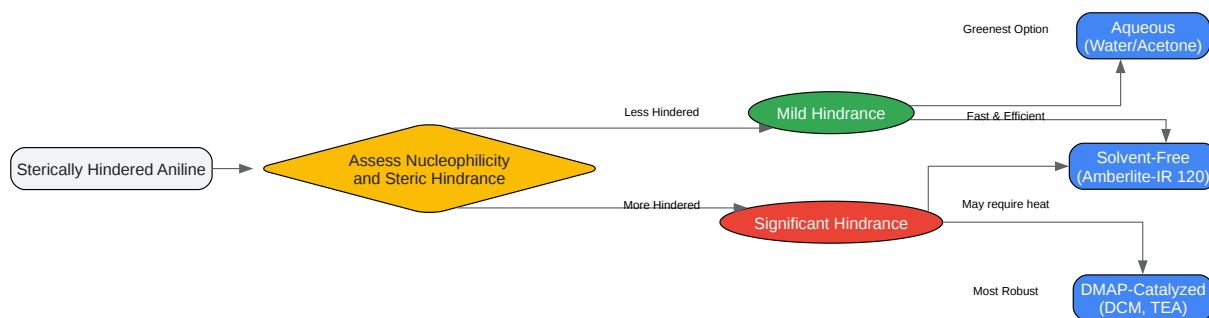 Sterically Hindered Aniline
Assess Nucleophilicity
and Steric Hindrance
Less Hindered
More Hindered
Mild Hindrance
Significant Hindrance
Greenest Option
Fast & Efficient
May require heat
Most Robust
Aqueous
(Water/Acetone)
Solvent-Free
(Amberlite-IR 120)
DMAP-Catalyzed
(DCM, TEA)